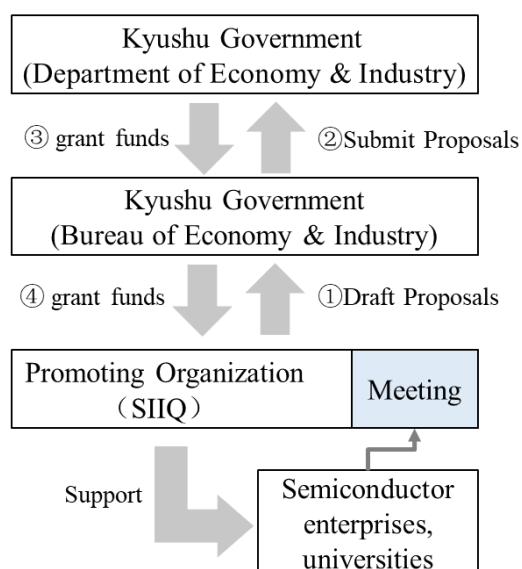 Kyushu Government
(Department of Economy & Industry)
③ grant funds
②Submit Proposals
Kyushu Government
(Bureau of Economy & Industry)
④ grant funds
①Draft Proposals
Promoting Organization
（SIIQ）
Meeting
Support
Semiconductor
enterprises,
universities